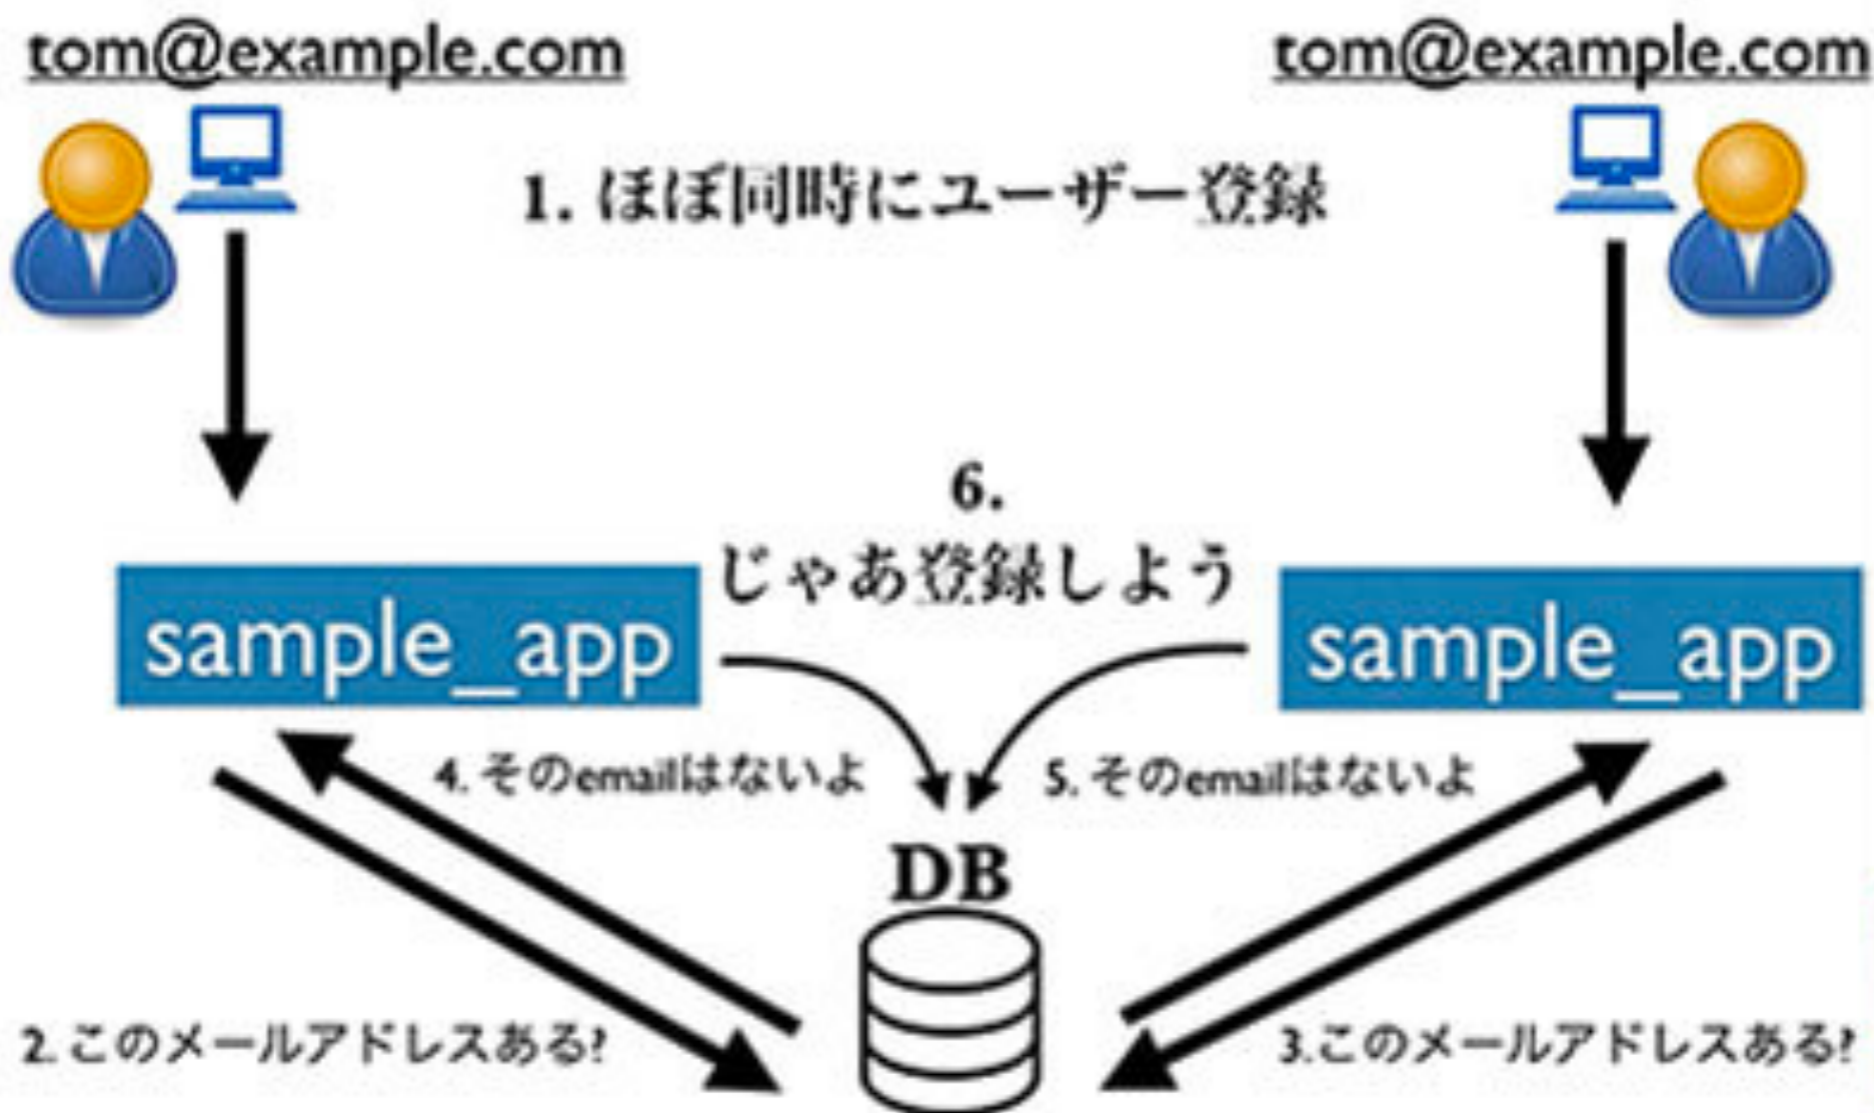 tom@example.com
tom@example.com
1. ほぼ同時にユーザー登録
6.
じゃあ登録しよう
sample_app
sample_app
4. そのemailはないよ
5. そのemailはないよ
DB
2. このメールアドレスある?
3.このメールアドレスある?